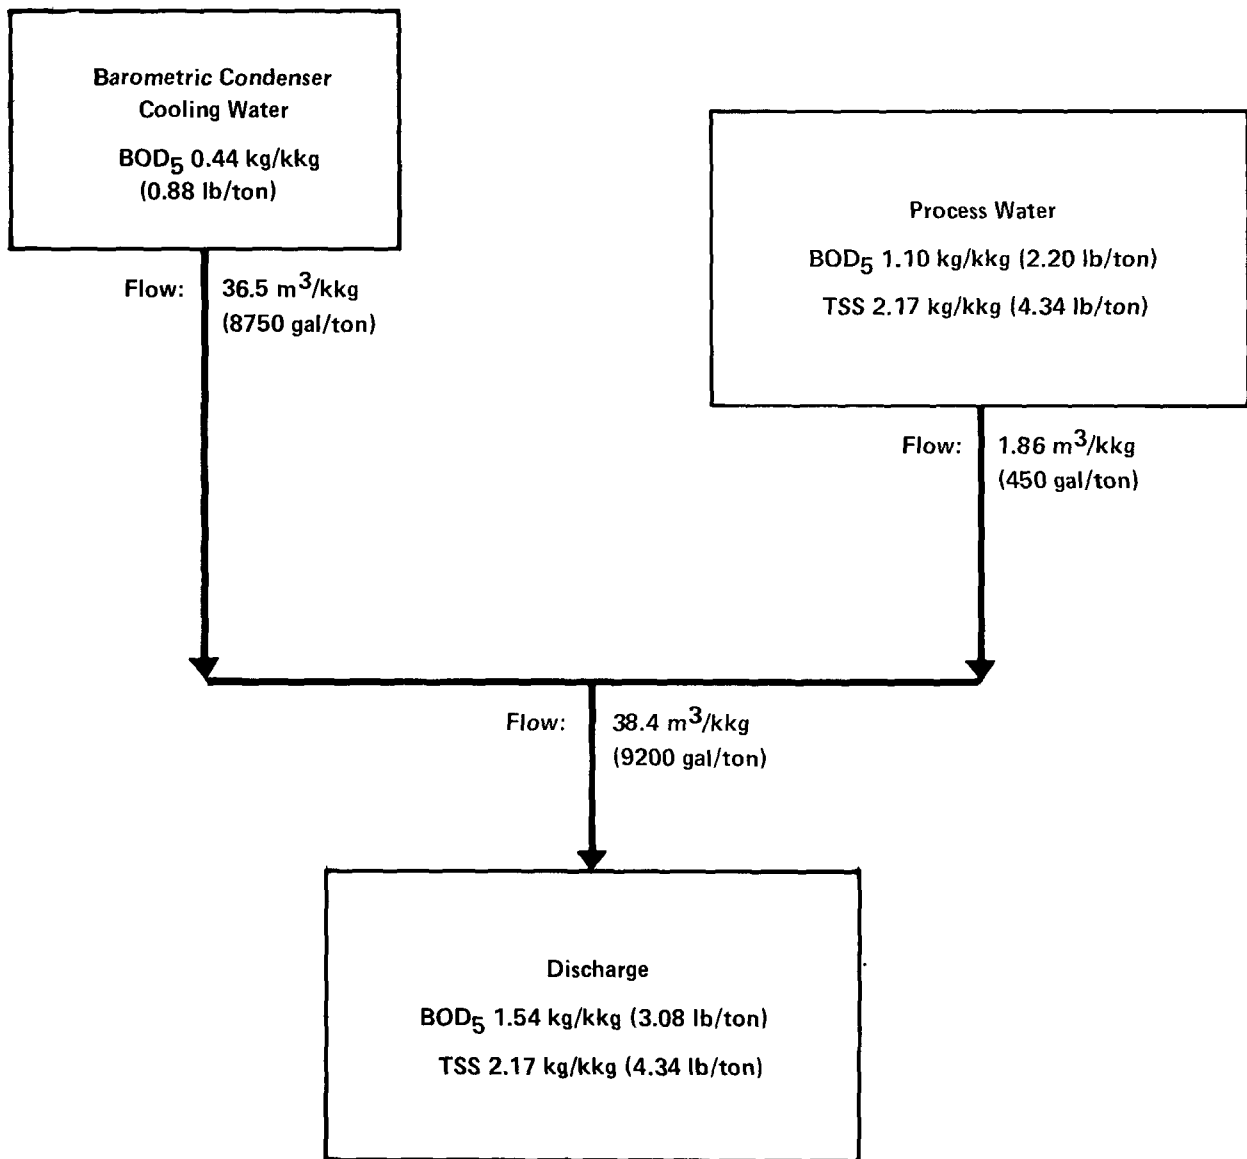 Barometric Condenser
Cooling Water
BOD₅ 0.44 kg/kkg
(0.88 lb/ton)
Flow: 36.5 m³/kkg
(8750 gal/ton)
Process Water
BOD₅ 1.10 kg/kkg (2.20 lb/ton)
TSS 2.17 kg/kkg (4.34 lb/ton)
Flow: 1.86 m³/kkg
(450 gal/ton)
Flow: 38.4 m³/kkg
(9200 gal/ton)
Discharge
BOD₅ 1.54 kg/kkg (3.08 lb/ton)
TSS 2.17 kg/kkg (4.34 lb/ton)